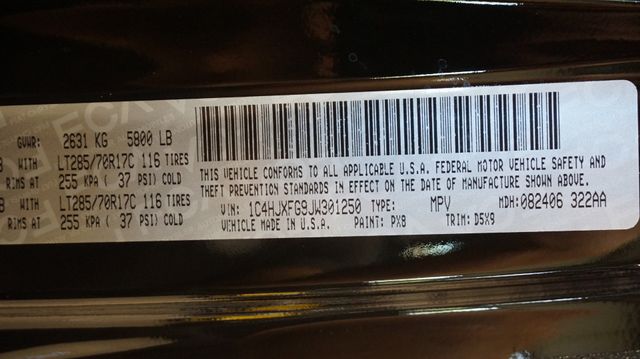 GVWR: 2631 KG 5800 LB
B WITH LT285/70R17C 116 TIRES
RIMS AT 255 KPA ( 37 PSI) COLD
B WITH LT285/70R17C 116 TIRES
RIMS AT 255 KPA ( 37 PSI) COLD
THIS VEHICLE CONFORMS TO ALL APPLICABLE U.S.A. FEDERAL MOTOR VEHICLE SAFETY AND
THEFT PREVENTION STANDARDS IN EFFECT ON THE DATE OF MANUFACTURE SHOWN ABOVE.
VIN: 1C4HJXFG9JW301250 TYPE: MPV MDH: 082406 322AA
VEHICLE MADE IN U.S.A. PAINT: PX8 TRIM: D5X9